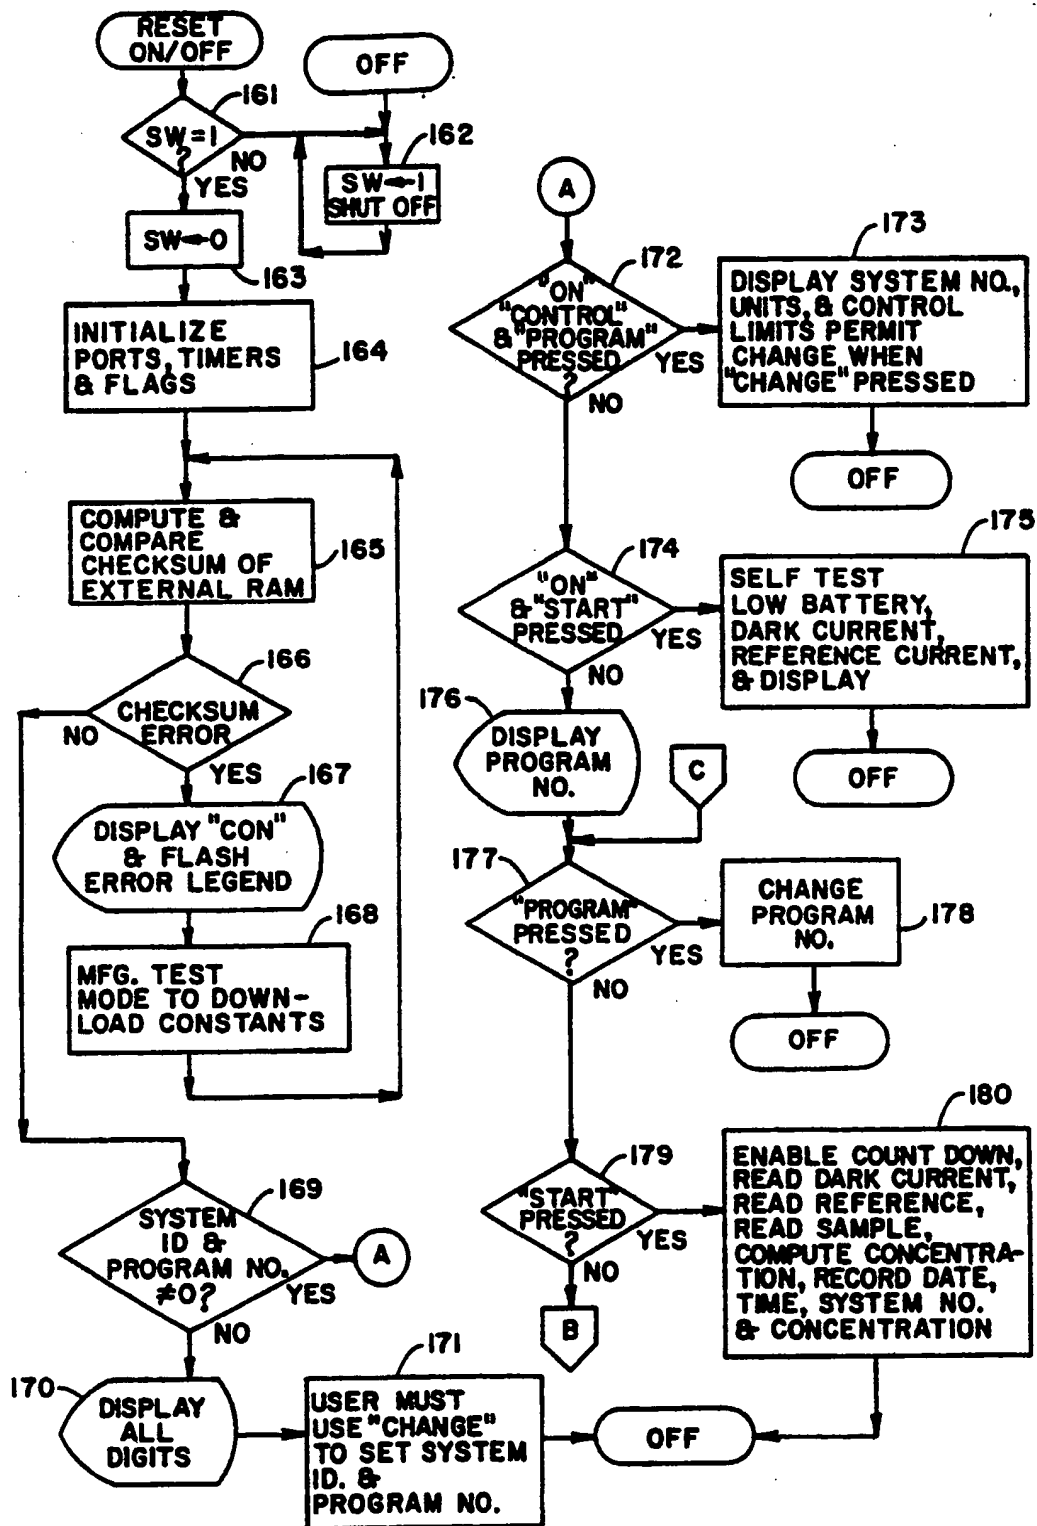 RESET
ON/OFF
OFF
161
SW=1
?
NO
YES
162
SW←1
SHUT OFF
SW←0
163
INITIALIZE
PORTS, TIMERS
& FLAGS
164
COMPUTE &
COMPARE
CHECKSUM OF
EXTERNAL RAM
165
166
CHECKSUM
ERROR
NO
YES
167
DISPLAY "CON"
& FLASH
ERROR LEGEND
168
MFG. TEST
MODE TO DOWN-
LOAD CONSTANTS
169
SYSTEM
ID &
PROGRAM NO.
≠0?
YES
A
NO
170
DISPLAY
ALL
DIGITS
171
USER MUST
USE "CHANGE"
TO SET SYSTEM
ID. &
PROGRAM NO.
OFF
A
172
"ON"
"CONTROL"
& "PROGRAM"
PRESSED
?
YES
NO
173
DISPLAY SYSTEM NO.,
UNITS, & CONTROL
LIMITS PERMIT
CHANGE WHEN
"CHANGE" PRESSED
OFF
174
"ON"
& "START"
PRESSED
YES
NO
175
SELF TEST
LOW BATTERY,
DARK CURRENT,
REFERENCE CURRENT,
& DISPLAY
OFF
176
DISPLAY
PROGRAM
NO.
C
177
"PROGRAM"
PRESSED
?
YES
NO
CHANGE
PROGRAM
NO.
178
OFF
179
"START"
PRESSED
?
YES
NO
B
180
ENABLE COUNT DOWN,
READ DARK CURRENT,
READ REFERENCE,
READ SAMPLE,
COMPUTE CONCENTRA-
TION, RECORD DATE,
TIME, SYSTEM NO.
& CONCENTRATION